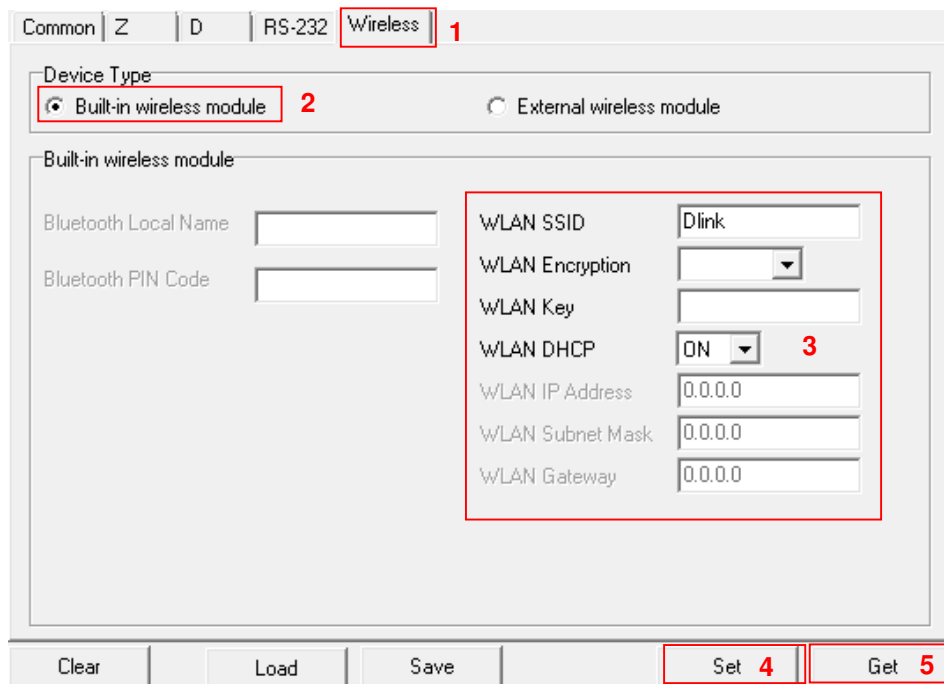 Common Z D RS-232 Wireless 1
Device Type
Built-in wireless module 2 External wireless module
Built-in wireless module
Bluetooth Local Name
Bluetooth PIN Code
WLAN SSID Dlink
WLAN Encryption
WLAN Key
WLAN DHCP ON 3
WLAN IP Address 0.0.0.0
WLAN Subnet Mask 0.0.0.0
WLAN Gateway 0.0.0.0
Clear Load Save Set 4 Get 5